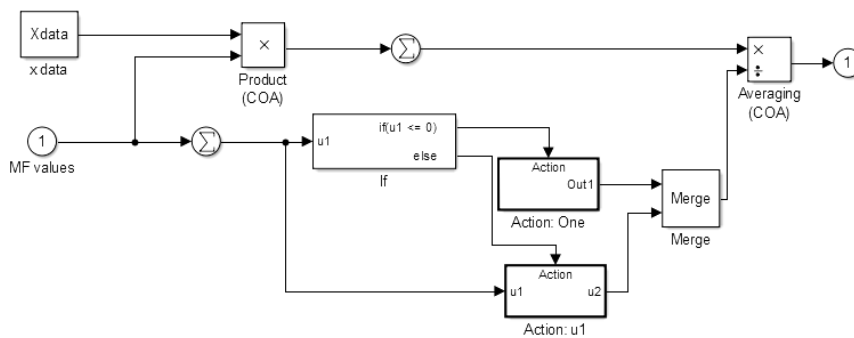 Xdata
x data
×
Product
(COA)
Σ
×
÷
Averaging
(COA)
1
1
MF values
Σ
u1
if(u1 <= 0)
else
If
Action
Out1
Action: One
Merge
Merge
Action
u1
u2
Action: u1